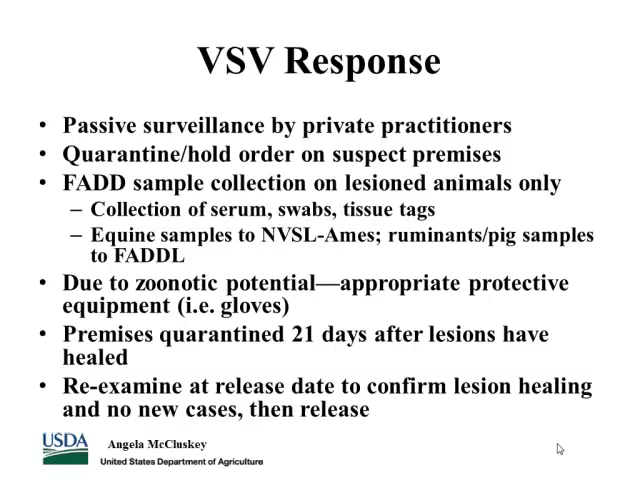 VSV Response
• Passive surveillance by private practitioners
• Quarantine/hold order on suspect premises
• FADD sample collection on lesioned animals only
– Collection of serum, swabs, tissue tags
– Equine samples to NVSL-Ames; ruminants/pig samples
to FADDL
• Due to zoonotic potential—appropriate protective
equipment (i.e. gloves)
• Premises quarantined 21 days after lesions have
healed
• Re-examine at release date to confirm lesion healing
and no new cases, then release
USDA
Angela McCluskey
United States Department of Agriculture